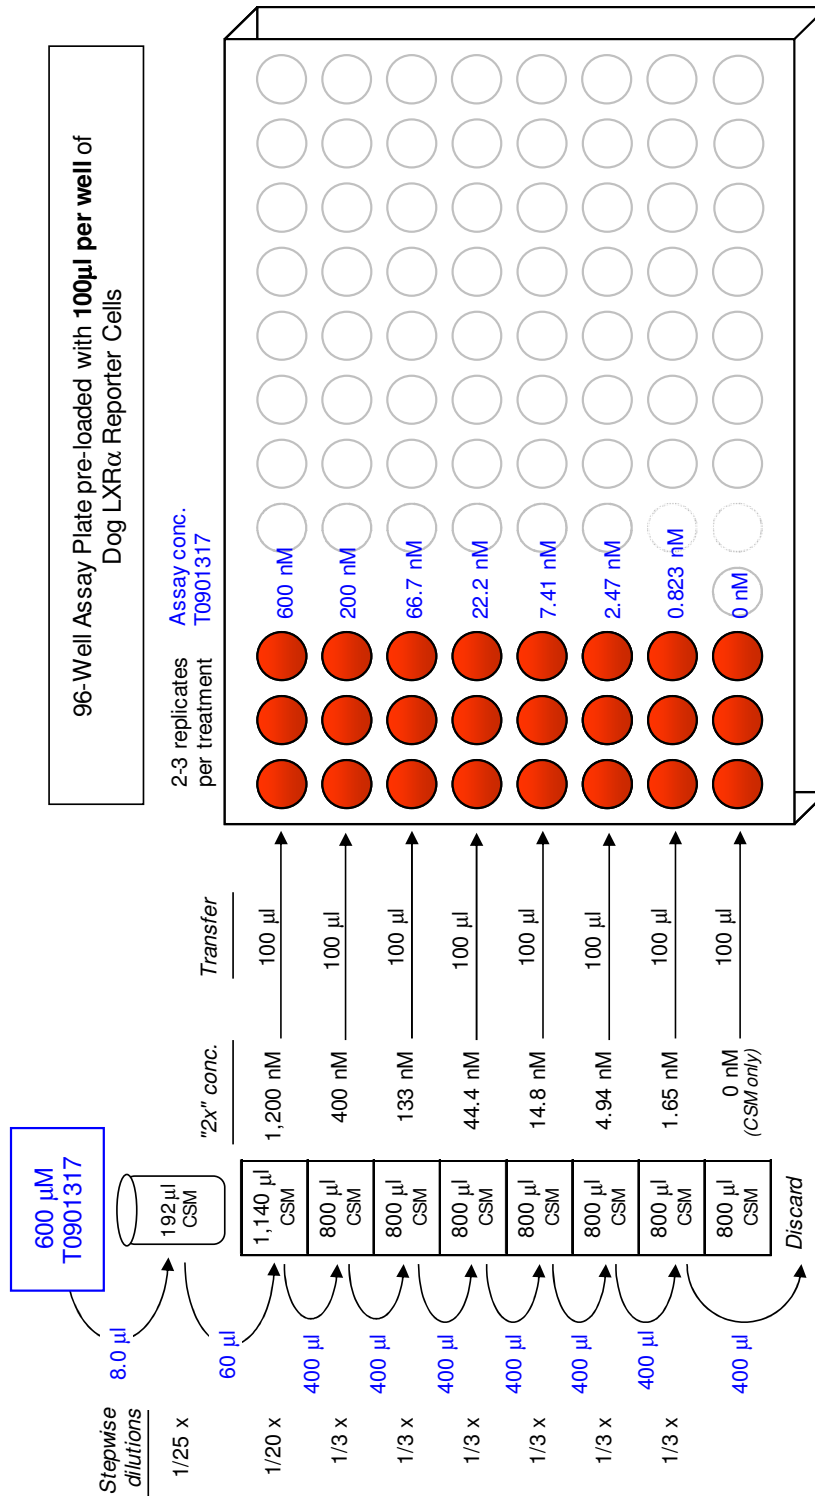 96-Well Assay Plate pre-loaded with 100µl per well of
Dog LXRα Reporter Cells
600 µM
T0901317
Stepwise
dilutions
"2x" conc.
Transfer
2-3 replicates
per treatment
Assay conc.
T0901317
1/25 x
8.0 µl
192 µl
CSM
1/20 x
60 µl
1,140 µl
CSM
1,200 nM
100 µl
600 nM
1/3 x
400 µl
800 µl
CSM
400 nM
100 µl
200 nM
1/3 x
400 µl
800 µl
CSM
133 nM
100 µl
66.7 nM
1/3 x
400 µl
800 µl
CSM
44.4 nM
100 µl
22.2 nM
1/3 x
400 µl
800 µl
CSM
14.8 nM
100 µl
7.41 nM
1/3 x
400 µl
800 µl
CSM
4.94 nM
100 µl
2.47 nM
1/3 x
400 µl
800 µl
CSM
1.65 nM
100 µl
0.823 nM
400 µl
800 µl
CSM
0 nM
(CSM only)
100 µl
0 nM
Discard